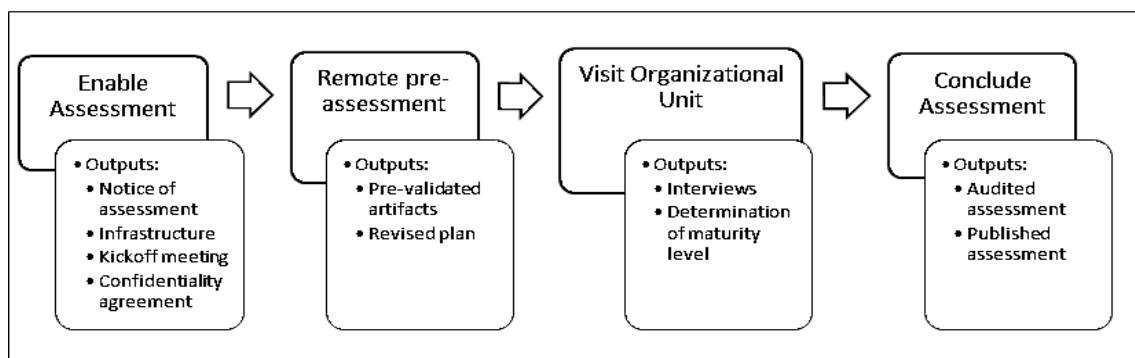 Enable
Assessment
• Outputs:
• Notice of
assessment
• Infrastructure
• Kickoff meeting
• Confidentiality
agreement
Remote pre-
assessment
• Outputs:
• Pre-validated
artifacts
• Revised plan
Visit Organizational
Unit
• Outputs:
• Interviews
• Determination
of maturity
level
Conclude
Assessment
• Outputs:
• Audited
assessment
• Published
assessment